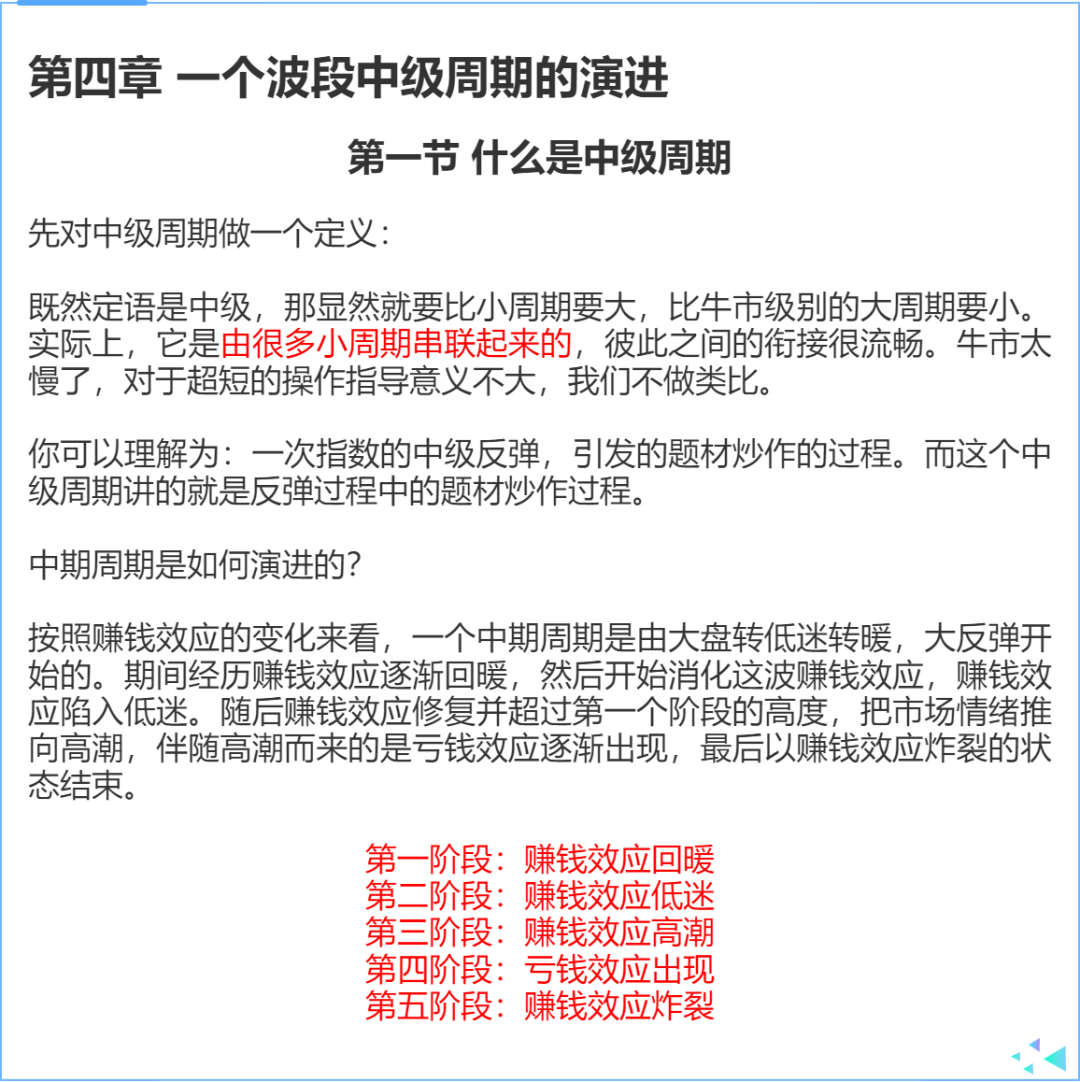 第四章 一个波段中级周期的演进
第一节 什么是中级周期
先对中级周期做一个定义：
既然定语是中级，那显然就要比小周期要大，比牛市级别的大周期要小。
实际上，它是由很多小周期串联起来的，彼此之间的衔接很流畅。牛市太
慢了，对于超短的操作指导意义不大，我们不做类比。
你可以理解为：一次指数的中级反弹，引发的题材炒作的过程。而这个中
级周期讲的就是反弹过程中的题材炒作过程。
中期周期是如何演进的？
按照赚钱效应的变化来看，一个中期周期是由大盘转低迷转暖，大反弹开
始的。期间经历赚钱效应逐渐回暖，然后开始消化这波赚钱效应，赚钱效
应陷入低迷。随后赚钱效应修复并超过第一个阶段的高度，把市场情绪推
向高潮，伴随高潮而来的是亏钱效应逐渐出现，最后以赚钱效应炸裂的状
态结束。
第一阶段：赚钱效应回暖
第二阶段：赚钱效应低迷
第三阶段：赚钱效应高潮
第四阶段：亏钱效应出现
第五阶段：赚钱效应炸裂